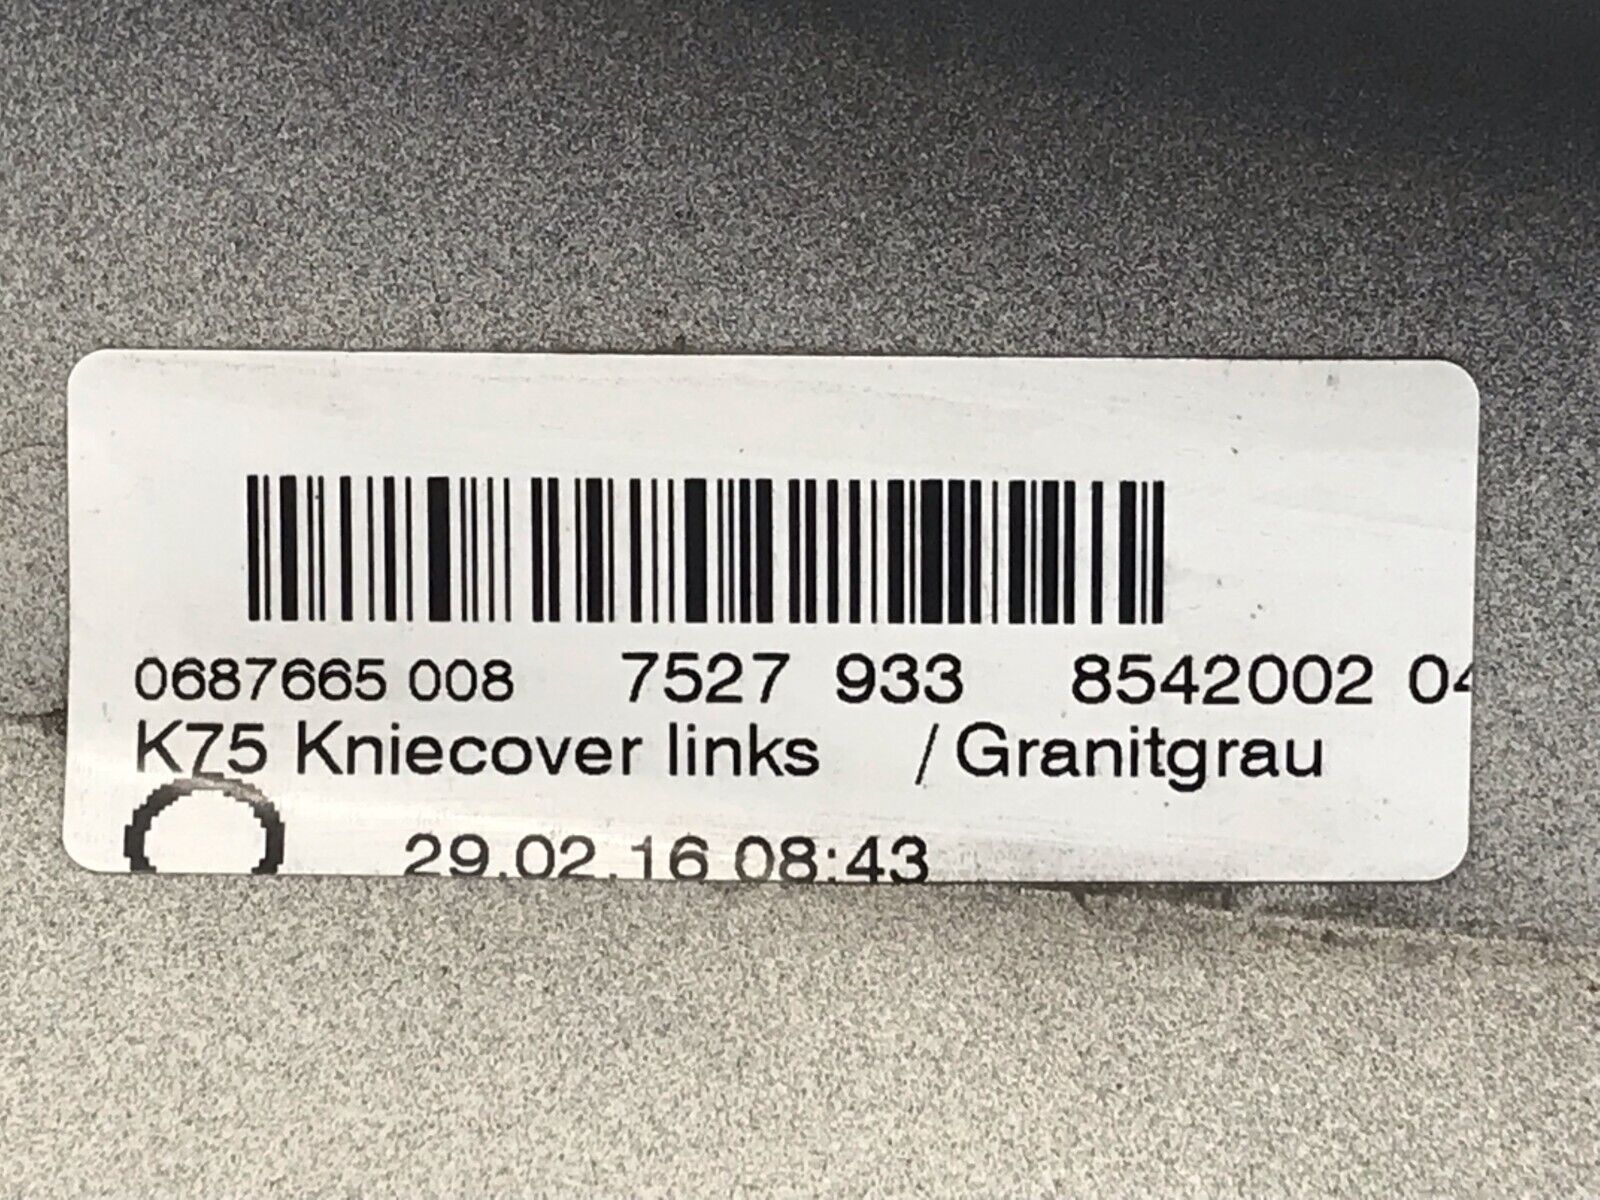 0687665 008 7527 933 8542002 04
K75 Kniecover links / Granitgrau
29.02.16 08:43